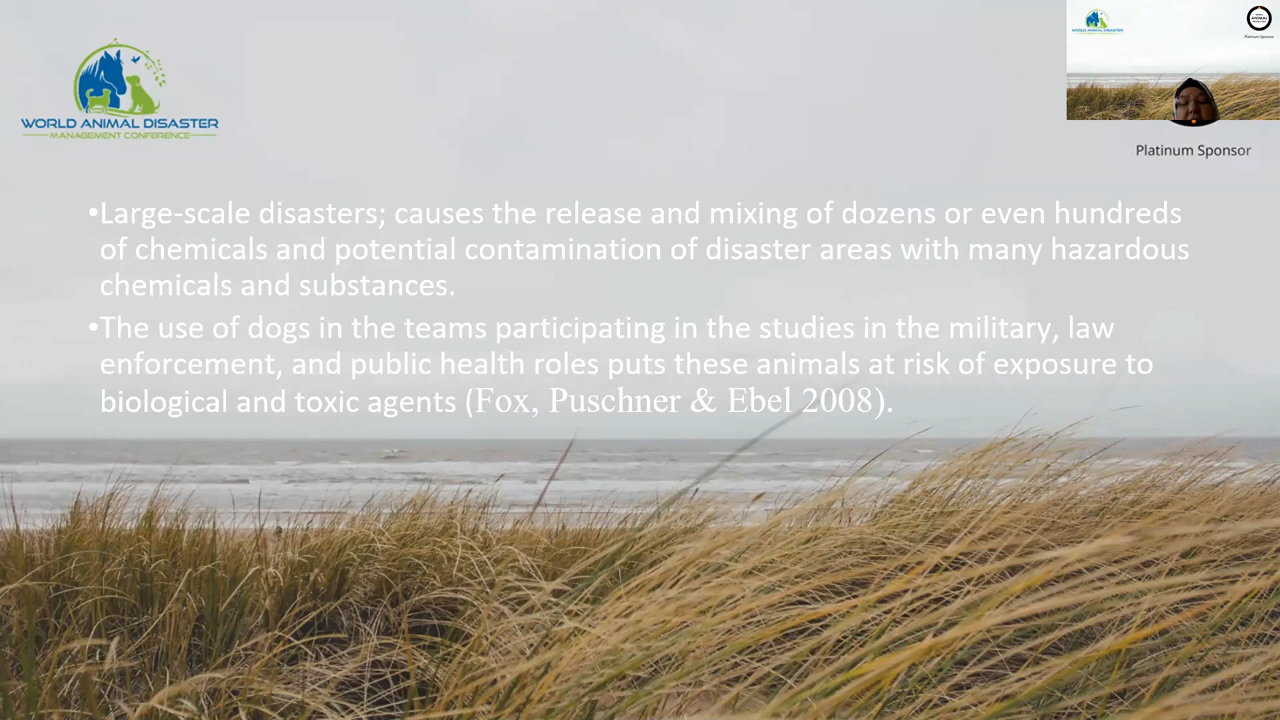 WORLD ANIMAL DISASTER
MANAGEMENT CONFERENCE
Platinum Sponsor
•Large-scale disasters; causes the release and mixing of dozens or even hundreds
of chemicals and potential contamination of disaster areas with many hazardous
chemicals and substances.
•The use of dogs in the teams participating in the studies in the military, law
enforcement, and public health roles puts these animals at risk of exposure to
biological and toxic agents (Fox, Puschner & Ebel 2008).